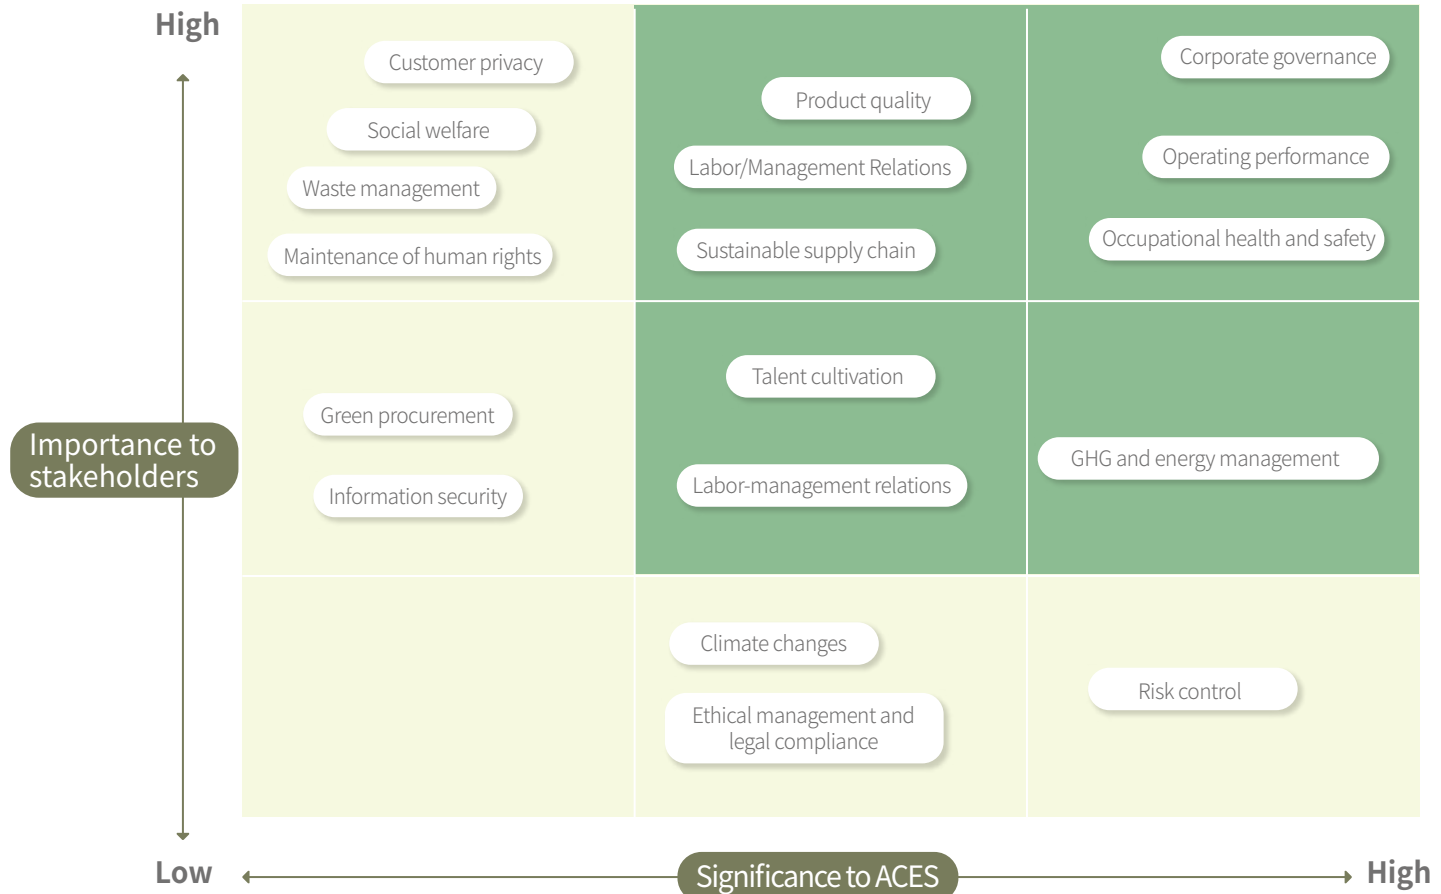 High
Customer privacy
Corporate governance
Product quality
Social welfare
Operating performance
Labor/Management Relations
Waste management
Occupational health and safety
Sustainable supply chain
Maintenance of human rights
Talent cultivation
Green procurement
Importance to
stakeholders
GHG and energy management
Labor-management relations
Information security
Climate changes
Risk control
Ethical management and
legal compliance
Low
Significance to ACES
High